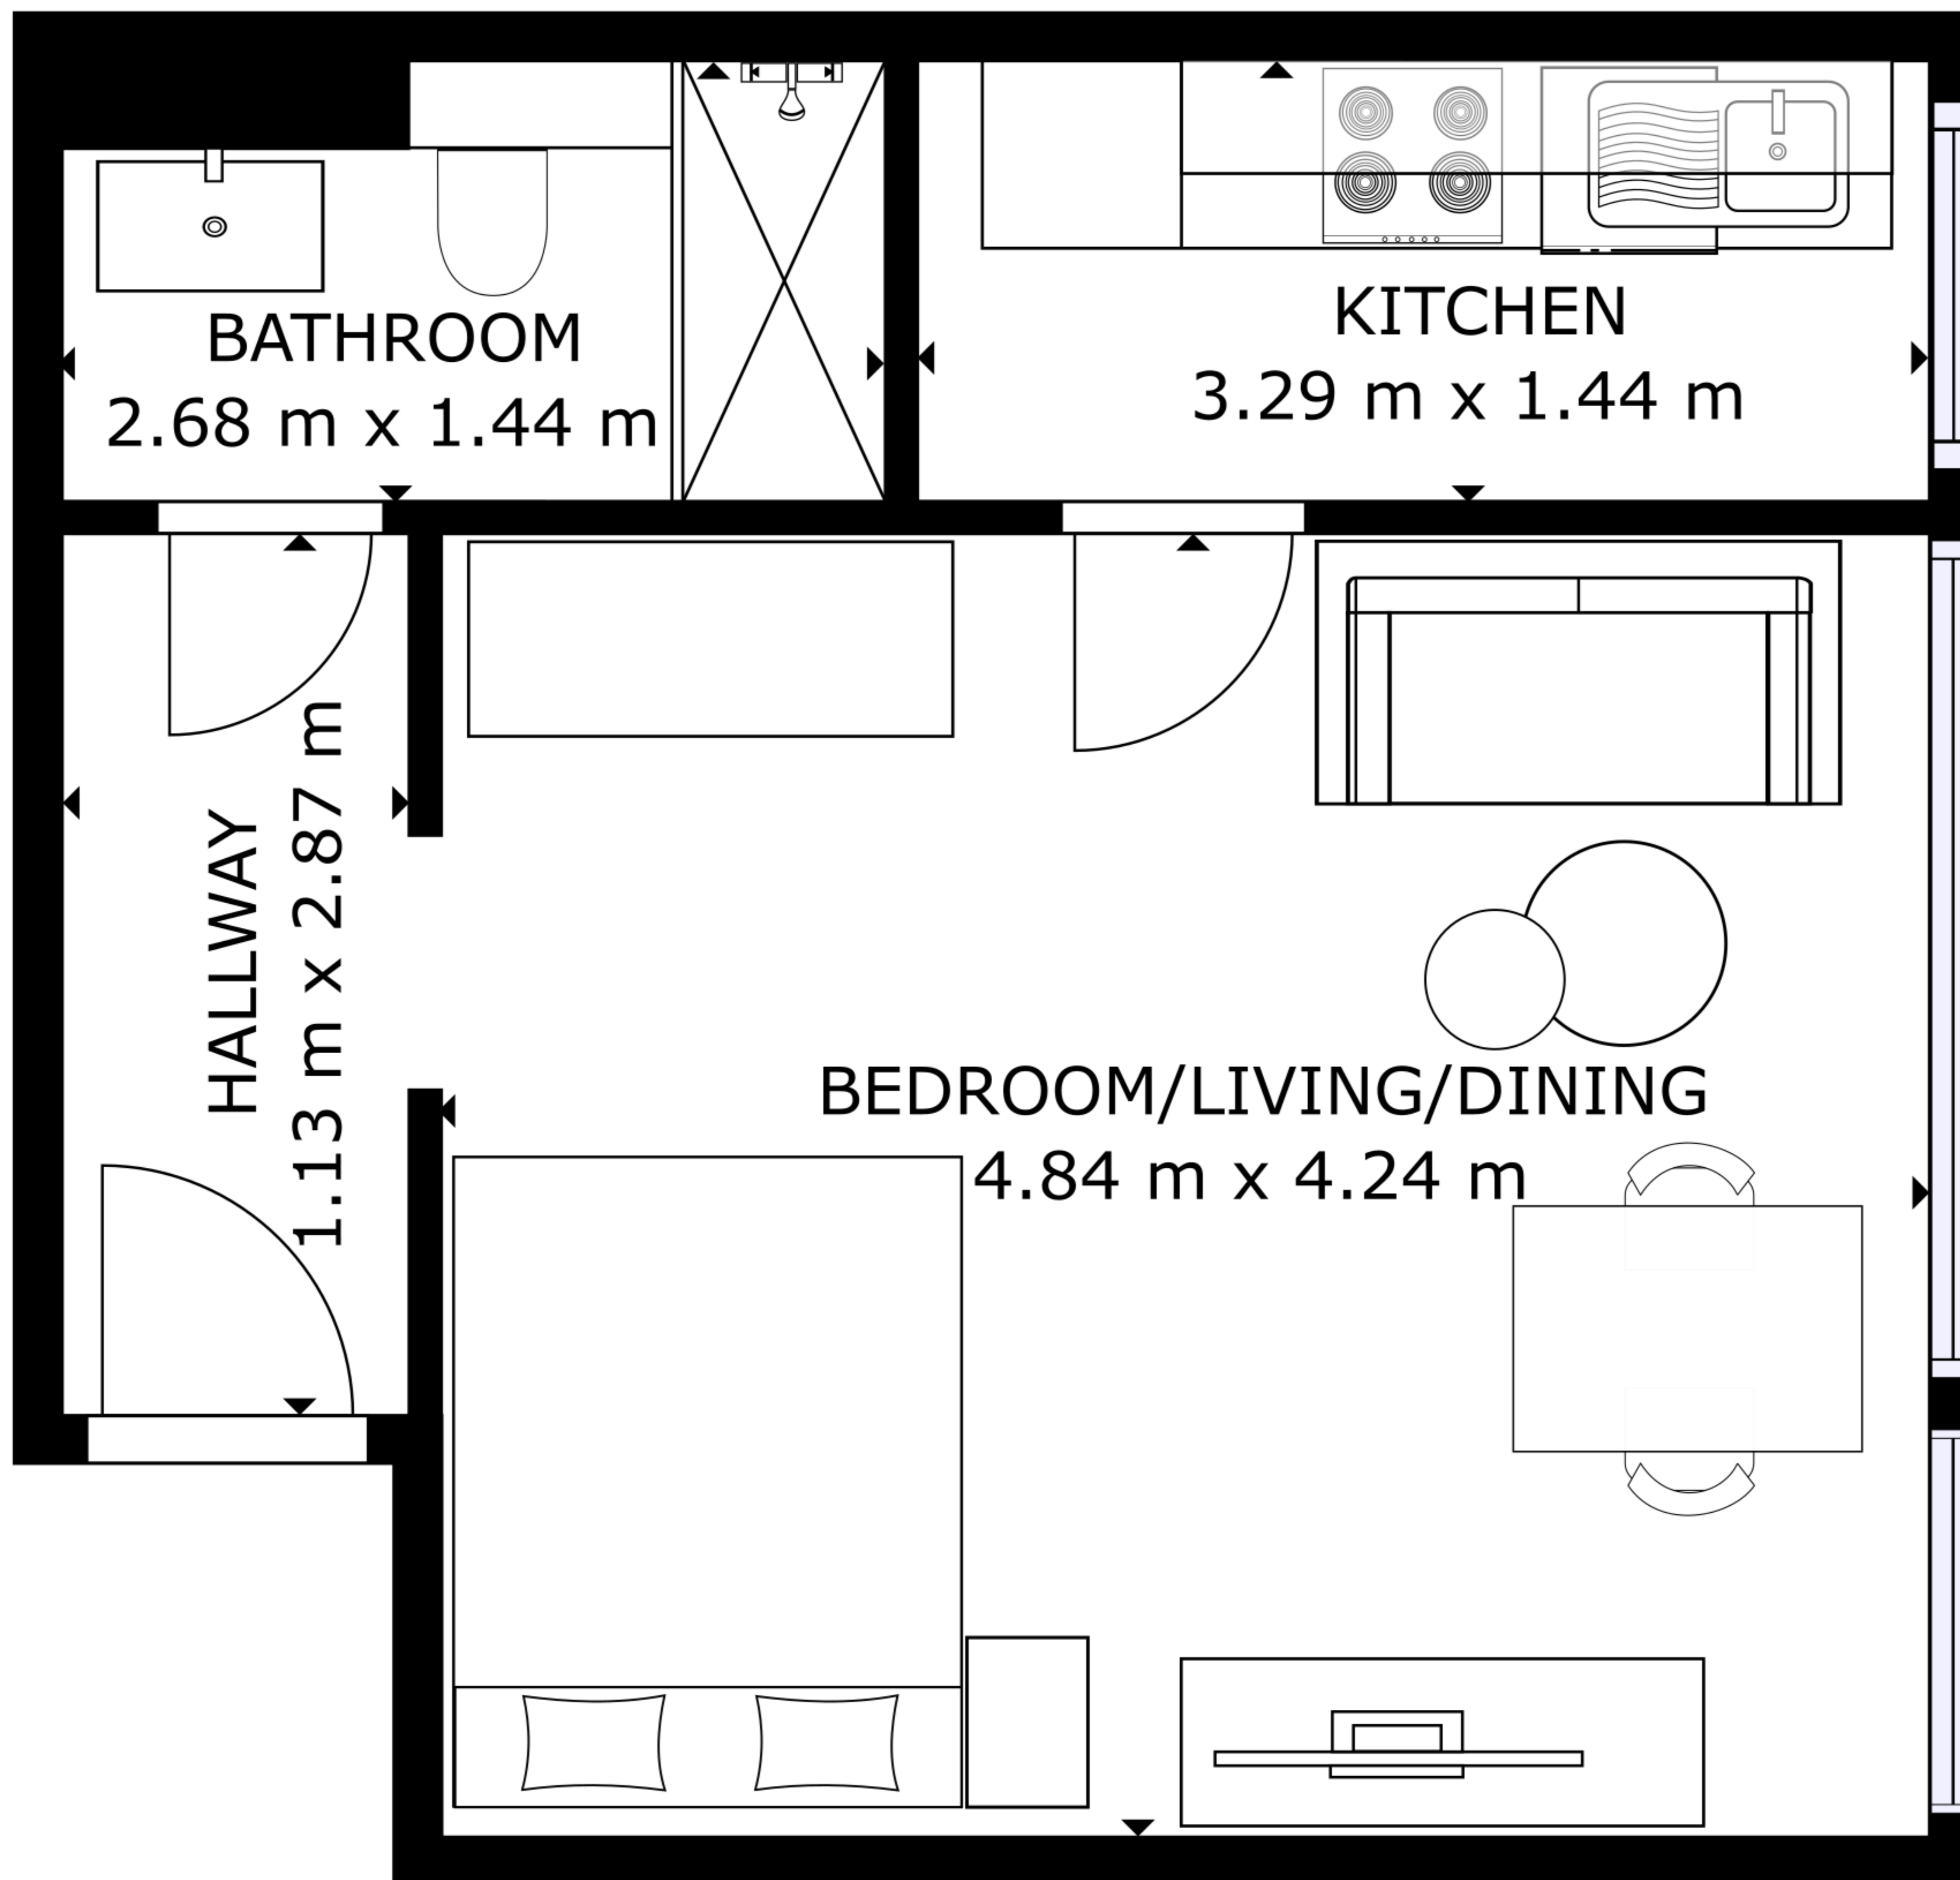 BATHROOM
2.68 m x 1.44 m
KITCHEN
3.29 m x 1.44 m
HALLWAY
1.13 m x 2.87 m
BEDROOM/LIVING/DINING
4.84 m x 4.24 m